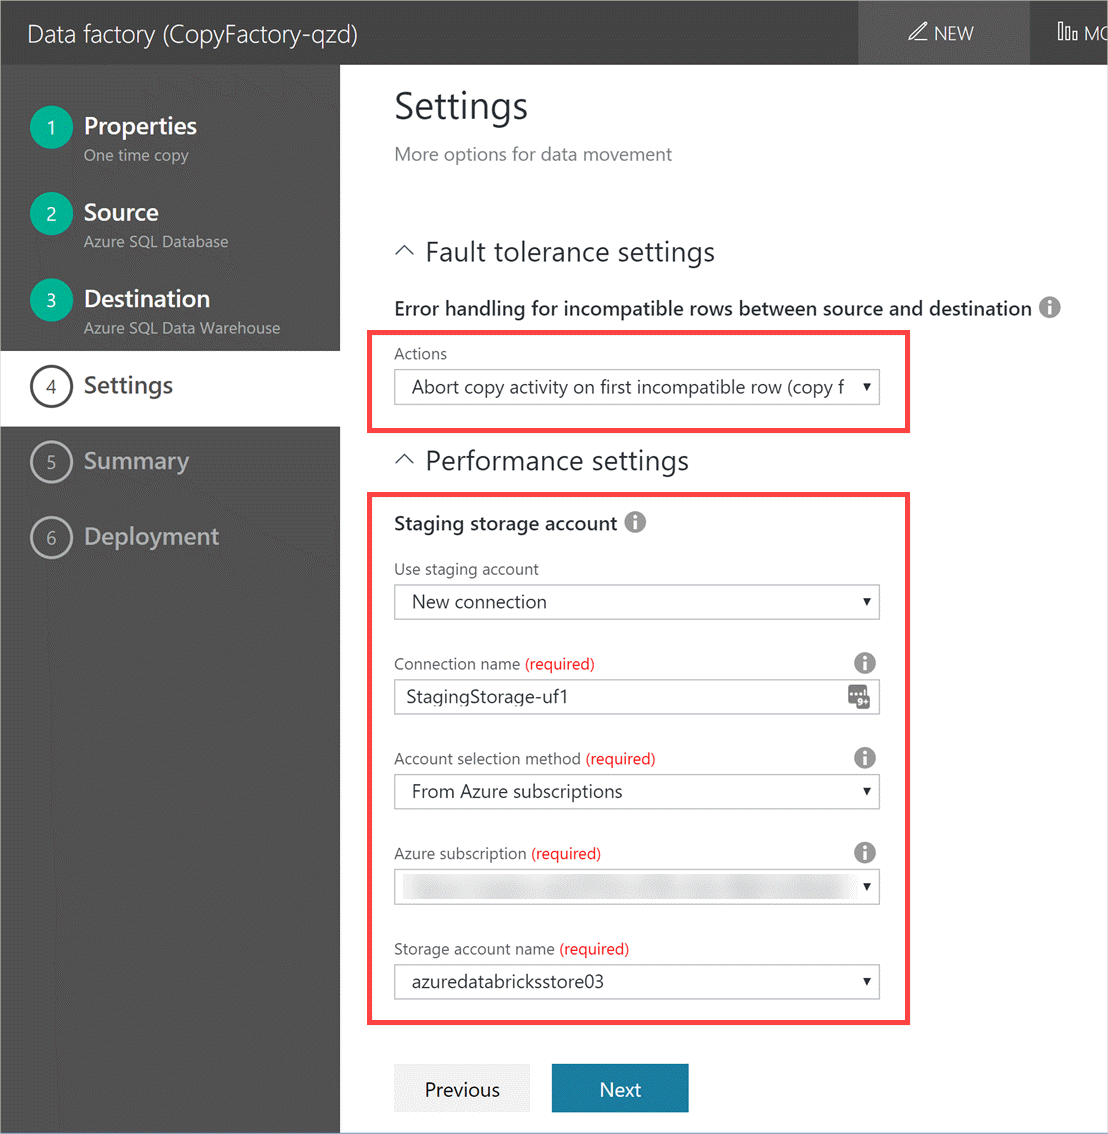 Data factory (CopyFactory-qzd)
NEW
MO
1 Properties
One time copy
2 Source
Azure SQL Database
3 Destination
Azure SQL Data Warehouse
4 Settings
5 Summary
6 Deployment
Settings
More options for data movement
Fault tolerance settings
Error handling for incompatible rows between source and destination
Actions
Abort copy activity on first incompatible row (copy f
Performance settings
Staging storage account
Use staging account
New connection
Connection name (required)
StagingStorage-uf1
9+
Account selection method (required)
From Azure subscriptions
Azure subscription (required)
Storage account name (required)
azuredatabricksstore03
Previous
Next